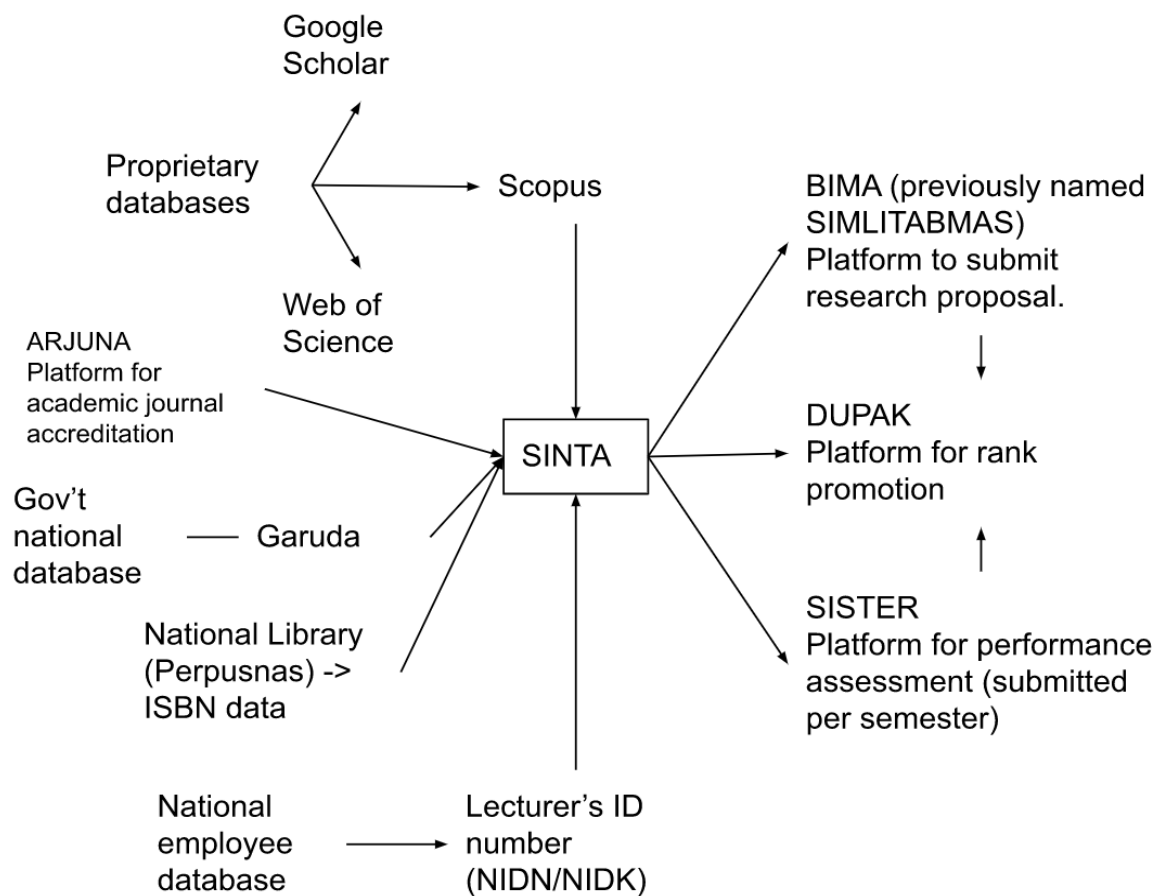 Google
Scholar
Proprietary
databases
Scopus
Web of
Science
ARJUNA
Platform for
academic journal
accreditation
Gov’t
national
database
Garuda
National Library
(Perpusnas) ->
ISBN data
National
employee
database
Lecturer’s ID
number
(NIDN/NIDK)
SINTA
BIMA (previously named
SIMLITABMAS)
Platform to submit
research proposal.
DUPAK
Platform for rank
promotion
SISTER
Platform for performance
assessment (submitted
per semester)